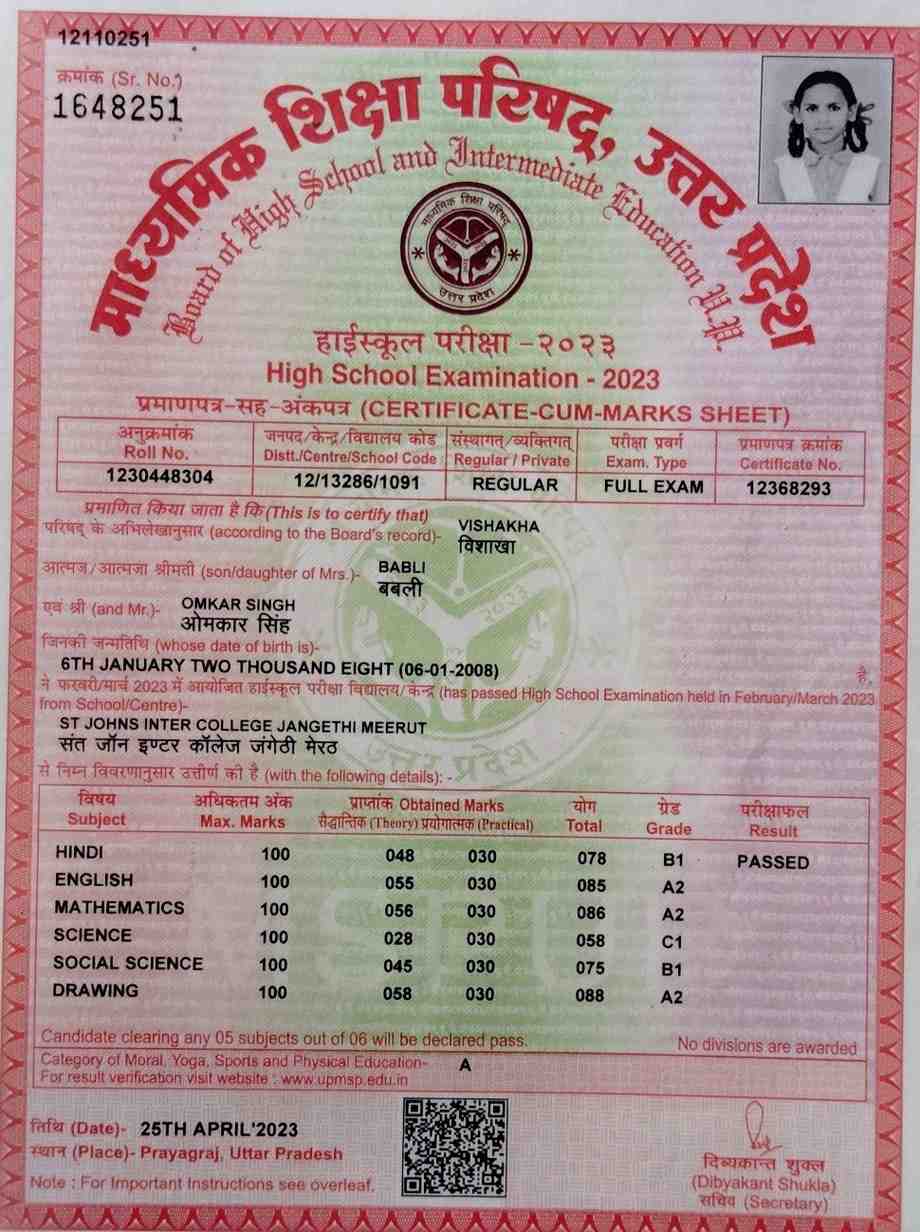 12110251
क्रमांक (Sr. No.)
1648251
माध्यमिक शिक्षा परिषद्, उत्तर प्रदेश
Board of High School and Intermediate Education U.P.
माध्यमिक शिक्षा परिषद्
उत्तर प्रदेश
हाईस्कूल परीक्षा -२०२३
High School Examination - 2023
प्रमाणपत्र-सह-अंकपत्र (CERTIFICATE-CUM-MARKS SHEET)
अनुक्रमांक जनपद/केन्द्र/विद्यालय कोड संस्थागत/व्यक्तिगत् परीक्षा प्रवर्ग प्रमाणपत्र क्रमांक
Roll No. Distt./Centre/School Code Regular / Private Exam. Type Certificate No.
1230448304 12/13286/1091 REGULAR FULL EXAM 12368293
प्रमाणित किया जाता है कि (This is to certify that)
परिषद् के अभिलेखानुसार (according to the Board's record)- VISHAKHA
विशाखा
आत्मज/आत्मजा श्रीमती (son/daughter of Mrs.)- BABLI
बबली
एवं श्री (and Mr.)- OMKAR SINGH
ओमकार सिंह
जिनकी जन्मतिथि (whose date of birth is)-
6TH JANUARY TWO THOUSAND EIGHT (06-01-2008) है,
ने फरवरी/मार्च 2023 में आयोजित हाईस्कूल परीक्षा विद्यालय/केन्द्र (has passed High School Examination held in February/March 2023
from School/Centre)-
ST JOHNS INTER COLLEGE JANGETHI MEERUT
संत जॉन इण्टर कॉलेज जंगेठी मेरठ
उत्तर प्रदेश
से निम्न विवरणानुसार उत्तीर्ण की है (with the following details): -
विषय अधिकतम अंक प्राप्तांक Obtained Marks योग ग्रेड परीक्षाफल
Subject Max. Marks सैद्धान्तिक (Theory) प्रयोगात्मक (Practical) Total Grade Result
HINDI 100 048 030 078 B1 PASSED
ENGLISH 100 055 030 085 A2
MATHEMATICS 100 056 030 086 A2
SCIENCE 100 028 030 058 C1
SOCIAL SCIENCE 100 045 030 075 B1
DRAWING 100 058 030 088 A2
Candidate clearing any 05 subjects out of 06 will be declared pass. No divisions are awarded
Category of Moral, Yoga, Sports and Physical Education- A
For result verification visit website : www.upmsp.edu.in
तिथि (Date)- 25TH APRIL'2023
स्थान (Place)- Prayagraj, Uttar Pradesh
Note : For Important Instructions see overleaf.
दिब्यकान्त शुक्ल
(Dibyakant Shukla)
सचिव (Secretary)